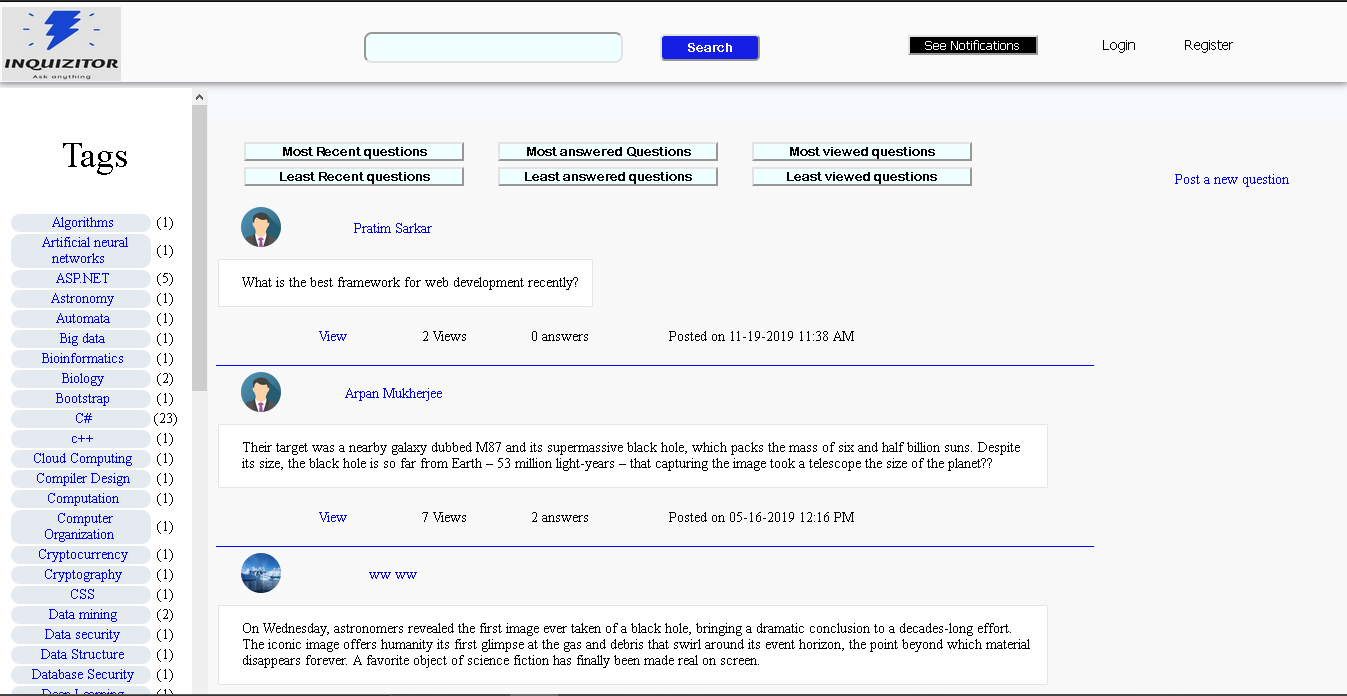 INQUIZITOR
Ask anything
Search
See Notifications
Login
Register
Tags
Algorithms (1)
Artificial neural
networks (1)
ASP.NET (5)
Astronomy (1)
Automata (1)
Big data (1)
Bioinformatics (1)
Biology (2)
Bootstrap (1)
C# (23)
c++ (1)
Cloud Computing (1)
Compiler Design (1)
Computation (1)
Computer
Organization (1)
Cryptocurrency (1)
Cryptography (1)
CSS (1)
Data mining (2)
Data security (1)
Data Structure (1)
Database Security (1)
Deep Learning (1)
Most Recent questions
Most answered Questions
Most viewed questions
Least Recent questions
Least answered questions
Least viewed questions
Post a new question
Pratim Sarkar
What is the best framework for web development recently?
View 2 Views 0 answers Posted on 11-19-2019 11:38 AM
Arpan Mukherjee
Their target was a nearby galaxy dubbed M87 and its supermassive black hole, which packs the mass of six and half billion suns. Despite
its size, the black hole is so far from Earth – 53 million light-years – that capturing the image took a telescope the size of the planet??
View 7 Views 2 answers Posted on 05-16-2019 12:16 PM
ww ww
On Wednesday, astronomers revealed the first image ever taken of a black hole, bringing a dramatic conclusion to a decades-long effort.
The iconic image offers humanity its first glimpse at the gas and debris that swirl around its event horizon, the point beyond which material
disappears forever. A favorite object of science fiction has finally been made real on screen.